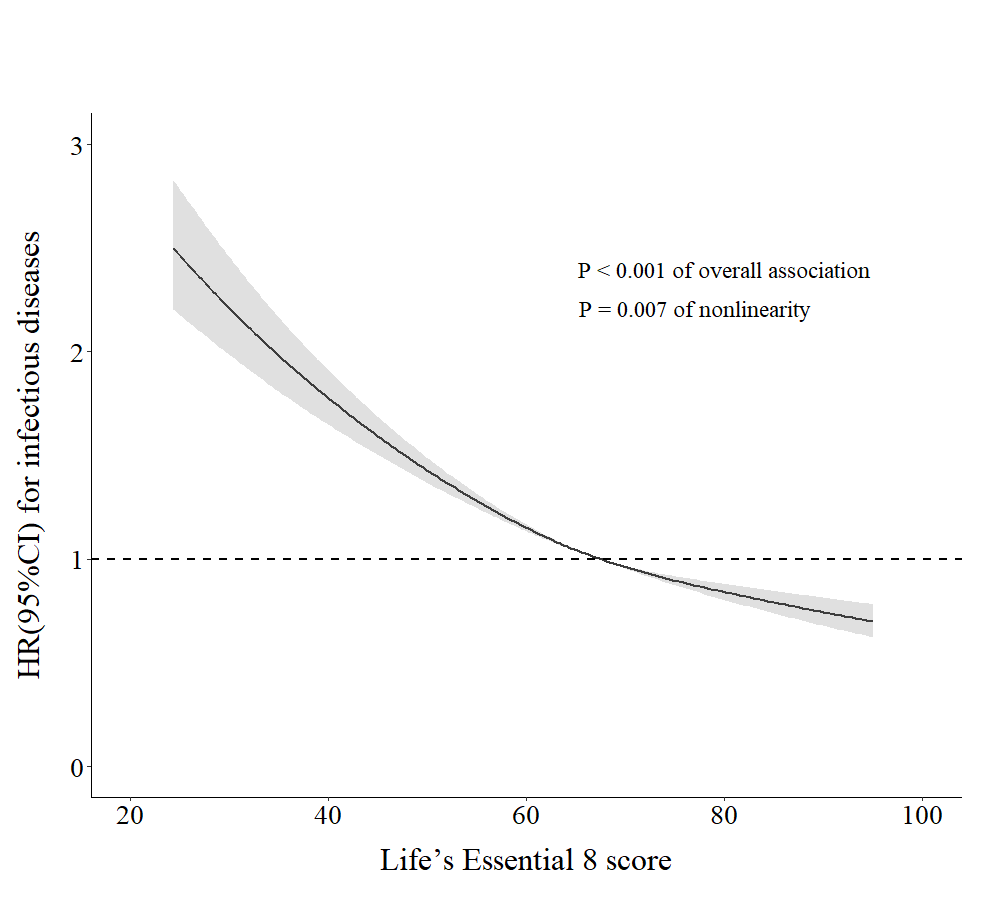 HR(95%CI) for infectious diseases
3
2
1
0
P < 0.001 of overall association
P = 0.007 of nonlinearity
20 40 60 80 100
Life’s Essential 8 score